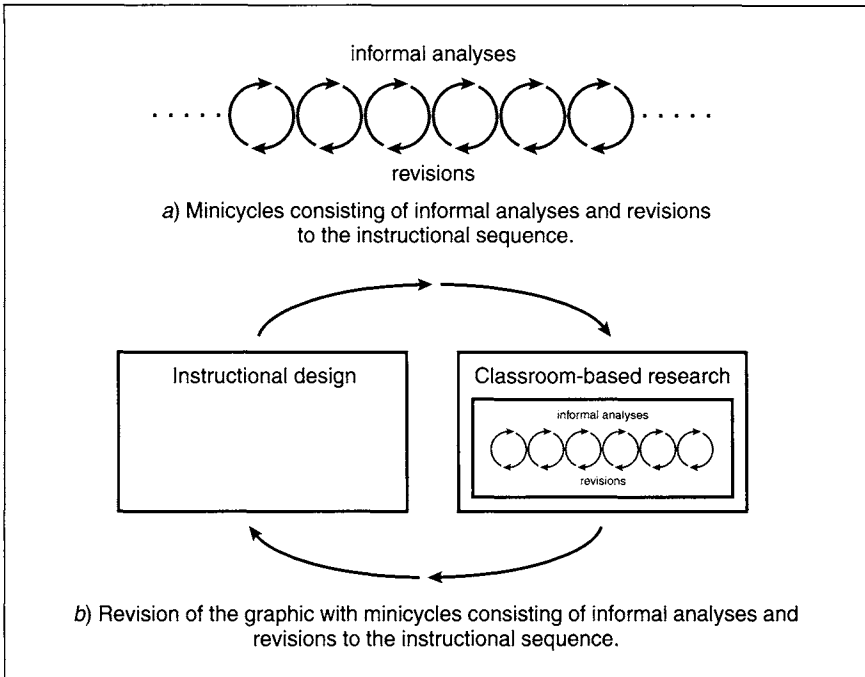 informal analyses
. . . . . . . . . .
revisions
a) Minicycles consisting of informal analyses and revisions
to the instructional sequence.
Instructional design
Classroom-based research
informal analyses
revisions
b) Revision of the graphic with minicycles consisting of informal analyses and
revisions to the instructional sequence.